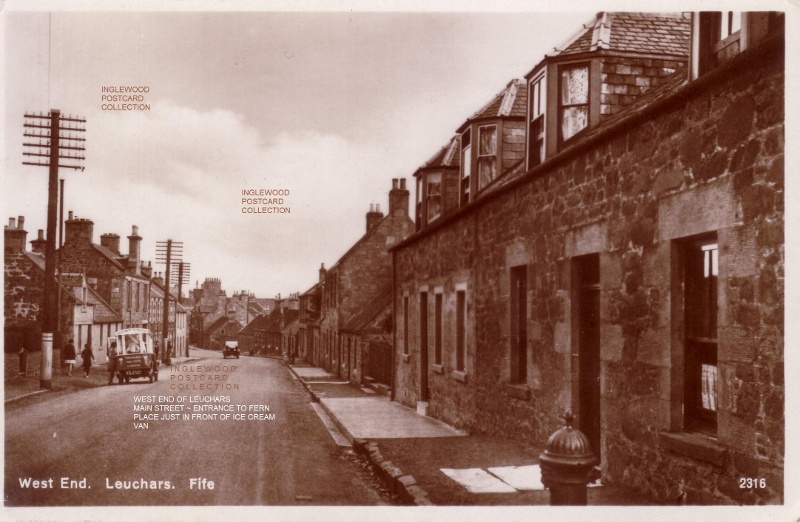 INGLEWOOD
POSTCARD
COLLECTION
INGLEWOOD
POSTCARD
COLLECTION
INGLEWOOD
POSTCARD
COLLECTION
WEST END OF LEUCHARS
MAIN STREET ~ ENTRANCE TO FERN
PLACE JUST IN FRONT OF ICE CREAM
VAN
West End. Leuchars. Fife
2316